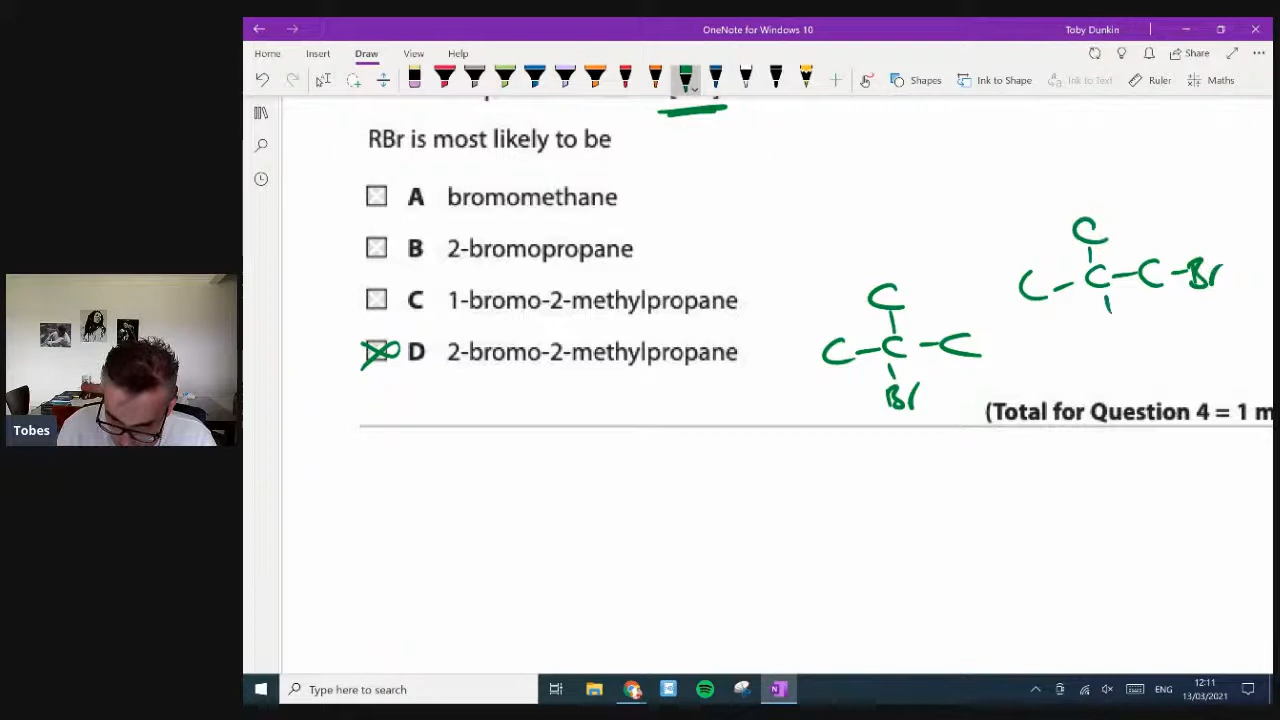 OneNote for Windows 10
Toby Dunkin
Home Insert Draw View Help
Share
Shapes Ink to Shape Ink to Text Ruler Maths
RBr is most likely to be
A bromomethane
B 2-bromopropane
C 1-bromo-2-methylpropane
D 2-bromo-2-methylpropane
C
C - C - C - Br
C
C - C - C
Br
(Total for Question 4 = 1 m
Tobes
Type here to search
ENG
12:11
13/03/2021